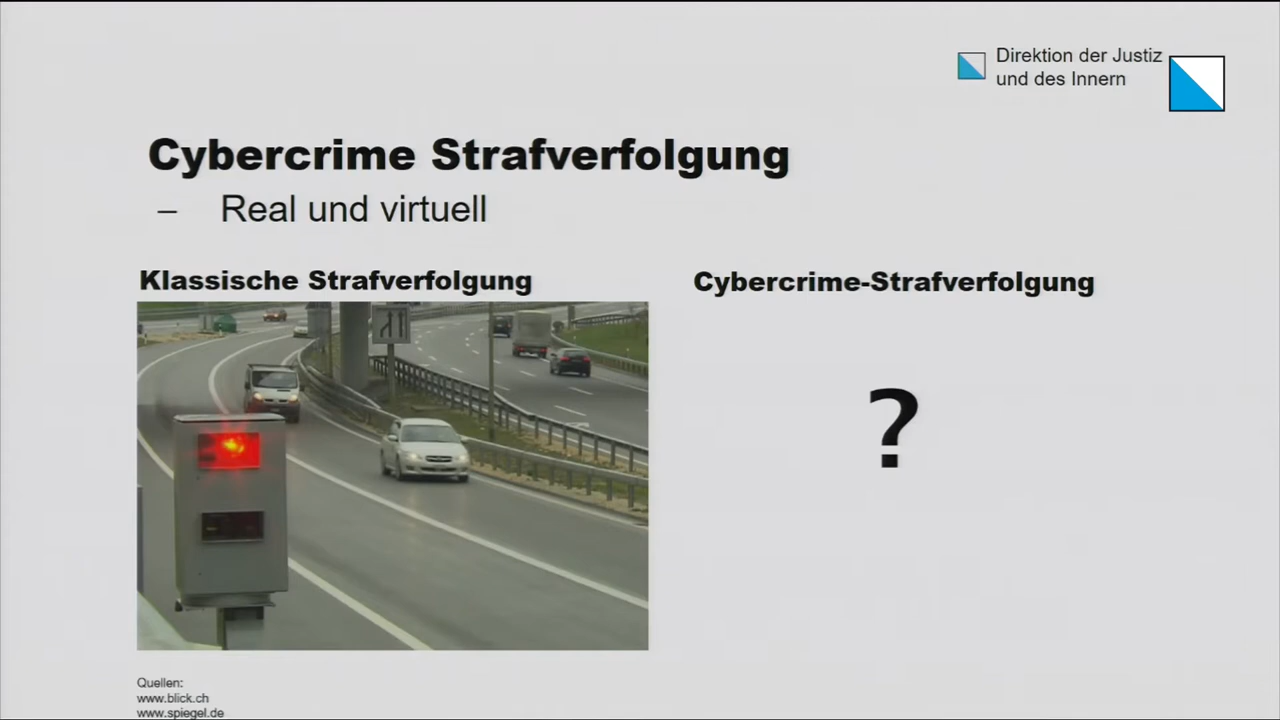 Direktion der Justiz
und des Innern
Cybercrime Strafverfolgung
– Real und virtuell
Klassische Strafverfolgung
Cybercrime-Strafverfolgung
?
Quellen:
www.blick.ch
www.spiegel.de